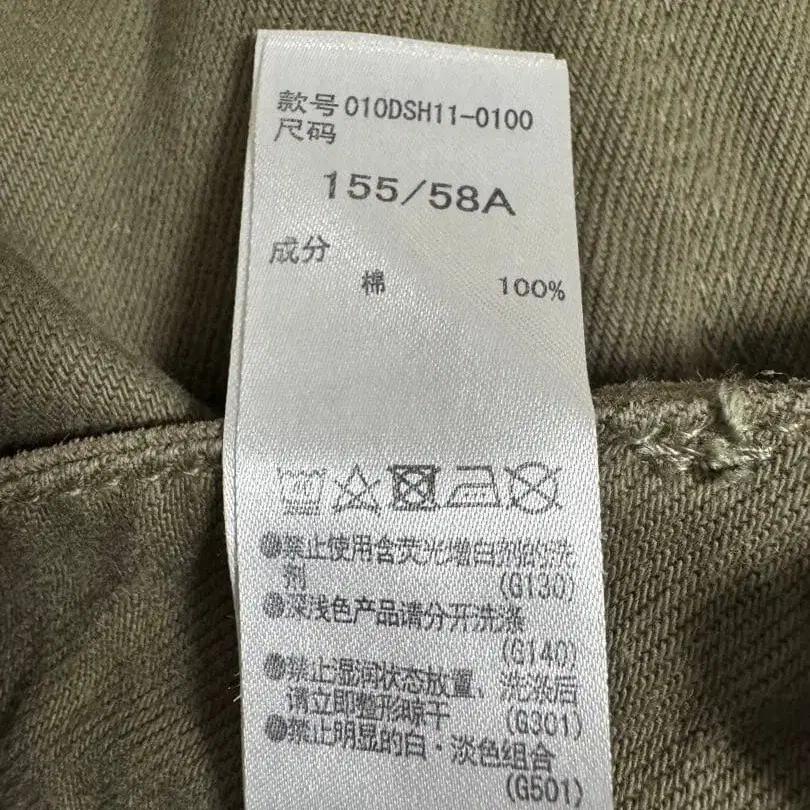 款号 010DSH11-0100
尺码
155/58A
成分
棉 100%
●禁止使用含荧光增白剂的洗
剂 (G130)
●深浅色产品请分开洗涤
(G140)
●禁止湿润状态放置、洗涤后
请立即整形晾干 (G301)
●禁止明显的白・淡色组合
(G501)